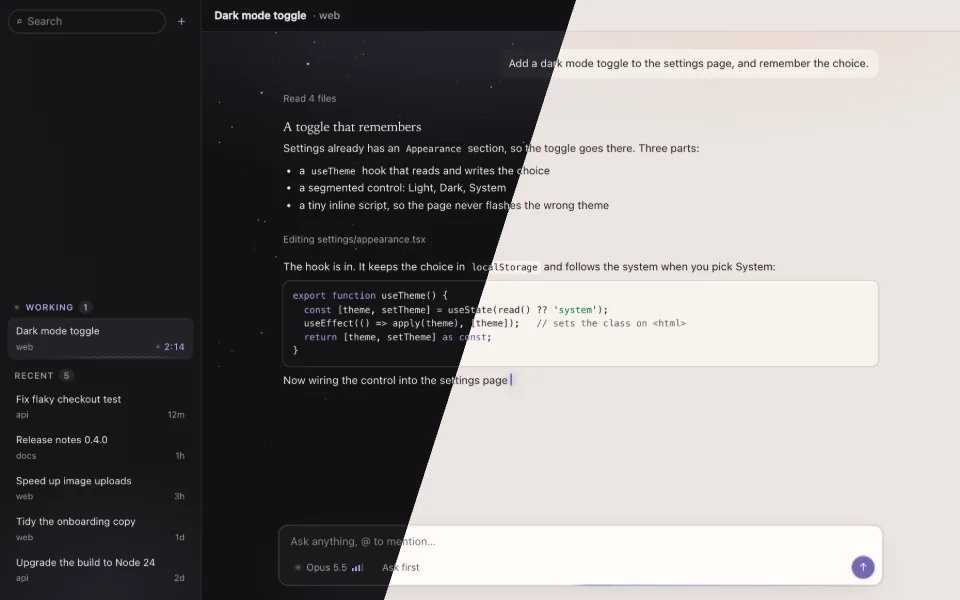 Search
+
WORKING 1
Dark mode toggle
web 2:14
RECENT 5
Fix flaky checkout test
api 12m
Release notes 0.4.0
docs 1h
Speed up image uploads
web 3h
Tidy the onboarding copy
web 1d
Upgrade the build to Node 24
api 2d
Dark mode toggle · web
Add a dark mode toggle to the settings page, and remember the choice.
Read 4 files
A toggle that remembers
Settings already has an Appearance section, so the toggle goes there. Three parts:
• a useTheme hook that reads and writes the choice
• a segmented control: Light, Dark, System
• a tiny inline script, so the page never flashes the wrong theme
Editing settings/appearance.tsx
The hook is in. It keeps the choice in localStorage and follows the system when you pick System:
export function useTheme() {
const [theme, setTheme] = useState(read() ?? 'system');
useEffect(() => apply(theme), [theme]); // sets the class on <html>
return [theme, setTheme] as const;
}
Now wiring the control into the settings page
Ask anything, @ to mention...
Opus 5.5 Ask first